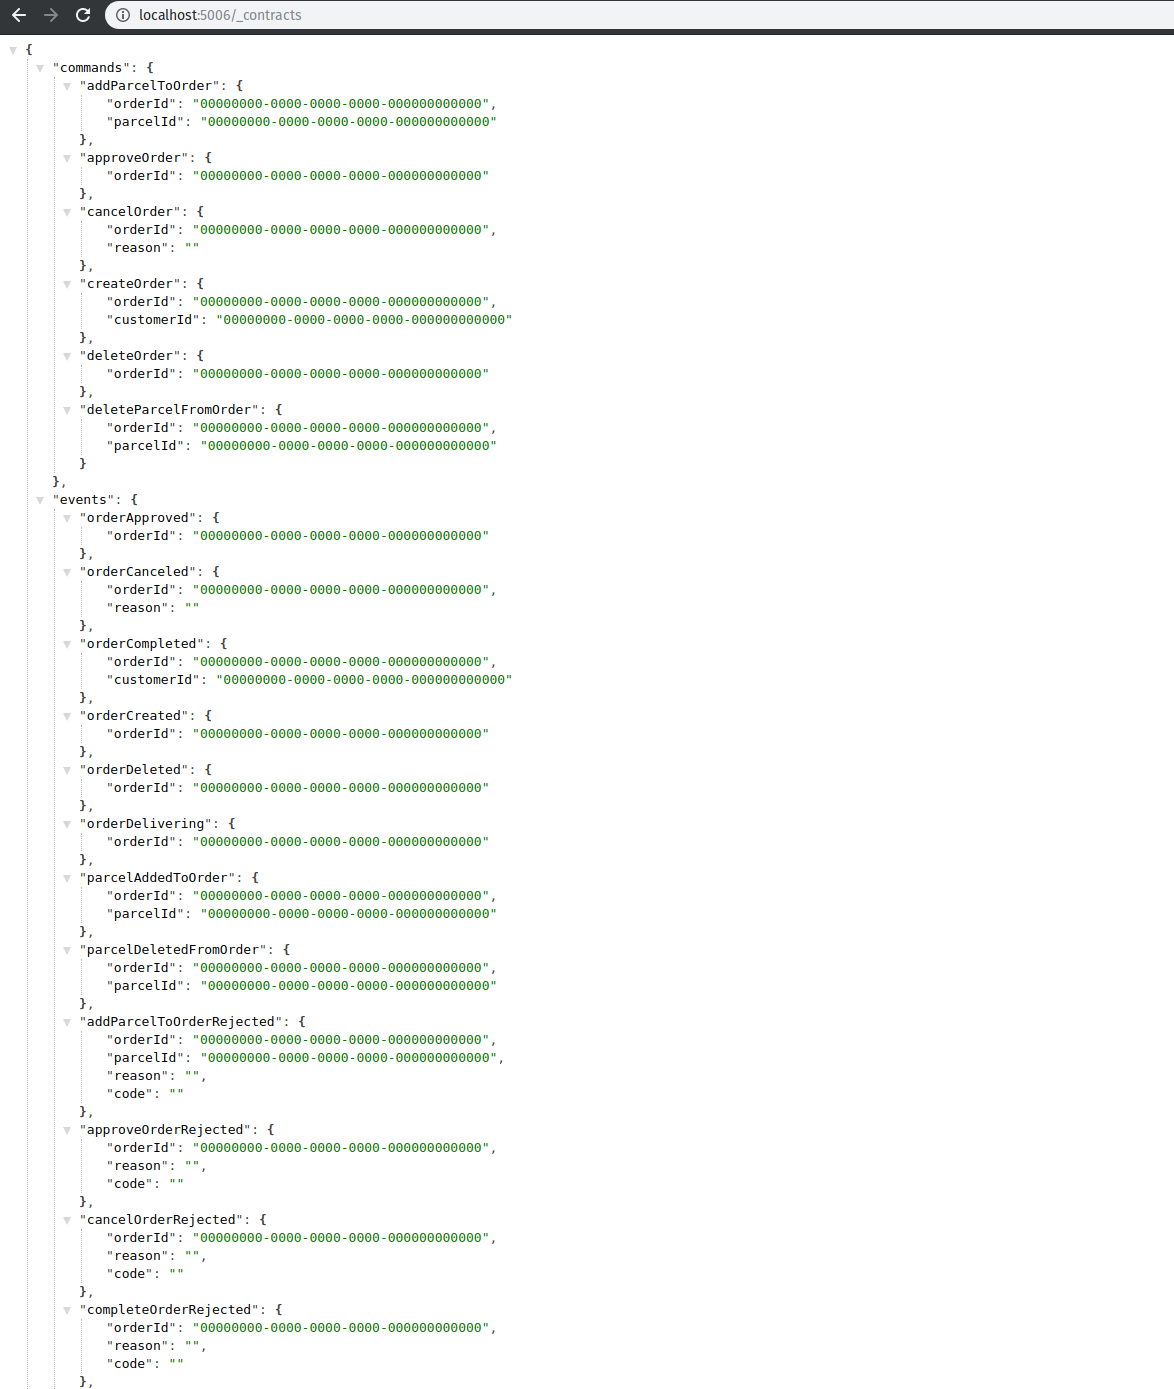 localhost:5006/_contracts
{
"commands": {
"addParcelToOrder": {
"orderId": "00000000-0000-0000-0000-000000000000",
"parcelId": "00000000-0000-0000-0000-000000000000"
},
"approveOrder": {
"orderId": "00000000-0000-0000-0000-000000000000"
},
"cancelOrder": {
"orderId": "00000000-0000-0000-0000-000000000000",
"reason": ""
},
"createOrder": {
"orderId": "00000000-0000-0000-0000-000000000000",
"customerId": "00000000-0000-0000-0000-000000000000"
},
"deleteOrder": {
"orderId": "00000000-0000-0000-0000-000000000000"
},
"deleteParcelFromOrder": {
"orderId": "00000000-0000-0000-0000-000000000000",
"parcelId": "00000000-0000-0000-0000-000000000000"
}
},
"events": {
"orderApproved": {
"orderId": "00000000-0000-0000-0000-000000000000"
},
"orderCanceled": {
"orderId": "00000000-0000-0000-0000-000000000000",
"reason": ""
},
"orderCompleted": {
"orderId": "00000000-0000-0000-0000-000000000000",
"customerId": "00000000-0000-0000-0000-000000000000"
},
"orderCreated": {
"orderId": "00000000-0000-0000-0000-000000000000"
},
"orderDeleted": {
"orderId": "00000000-0000-0000-0000-000000000000"
},
"orderDelivering": {
"orderId": "00000000-0000-0000-0000-000000000000"
},
"parcelAddedToOrder": {
"orderId": "00000000-0000-0000-0000-000000000000",
"parcelId": "00000000-0000-0000-0000-000000000000"
},
"parcelDeletedFromOrder": {
"orderId": "00000000-0000-0000-0000-000000000000",
"parcelId": "00000000-0000-0000-0000-000000000000"
},
"addParcelToOrderRejected": {
"orderId": "00000000-0000-0000-0000-000000000000",
"parcelId": "00000000-0000-0000-0000-000000000000",
"reason": "",
"code": ""
},
"approveOrderRejected": {
"orderId": "00000000-0000-0000-0000-000000000000",
"reason": "",
"code": ""
},
"cancelOrderRejected": {
"orderId": "00000000-0000-0000-0000-000000000000",
"reason": "",
"code": ""
},
"completeOrderRejected": {
"orderId": "00000000-0000-0000-0000-000000000000",
"reason": "",
"code": ""
},